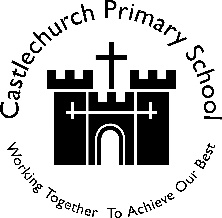 Castlechurch Primary School
Working Together To Achieve Our Best